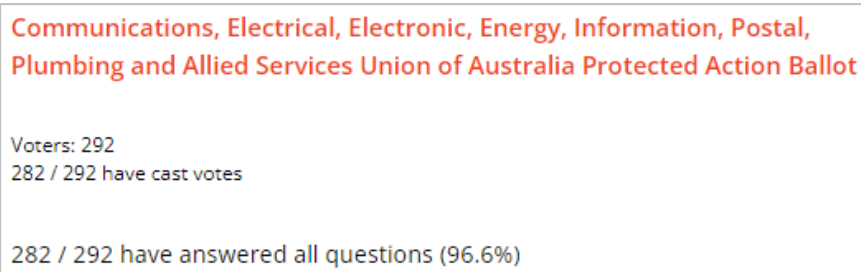 Communications, Electrical, Electronic, Energy, Information, Postal,
Plumbing and Allied Services Union of Australia Protected Action Ballot
Voters: 292
282 / 292 have cast votes
282 / 292 have answered all questions (96.6%)